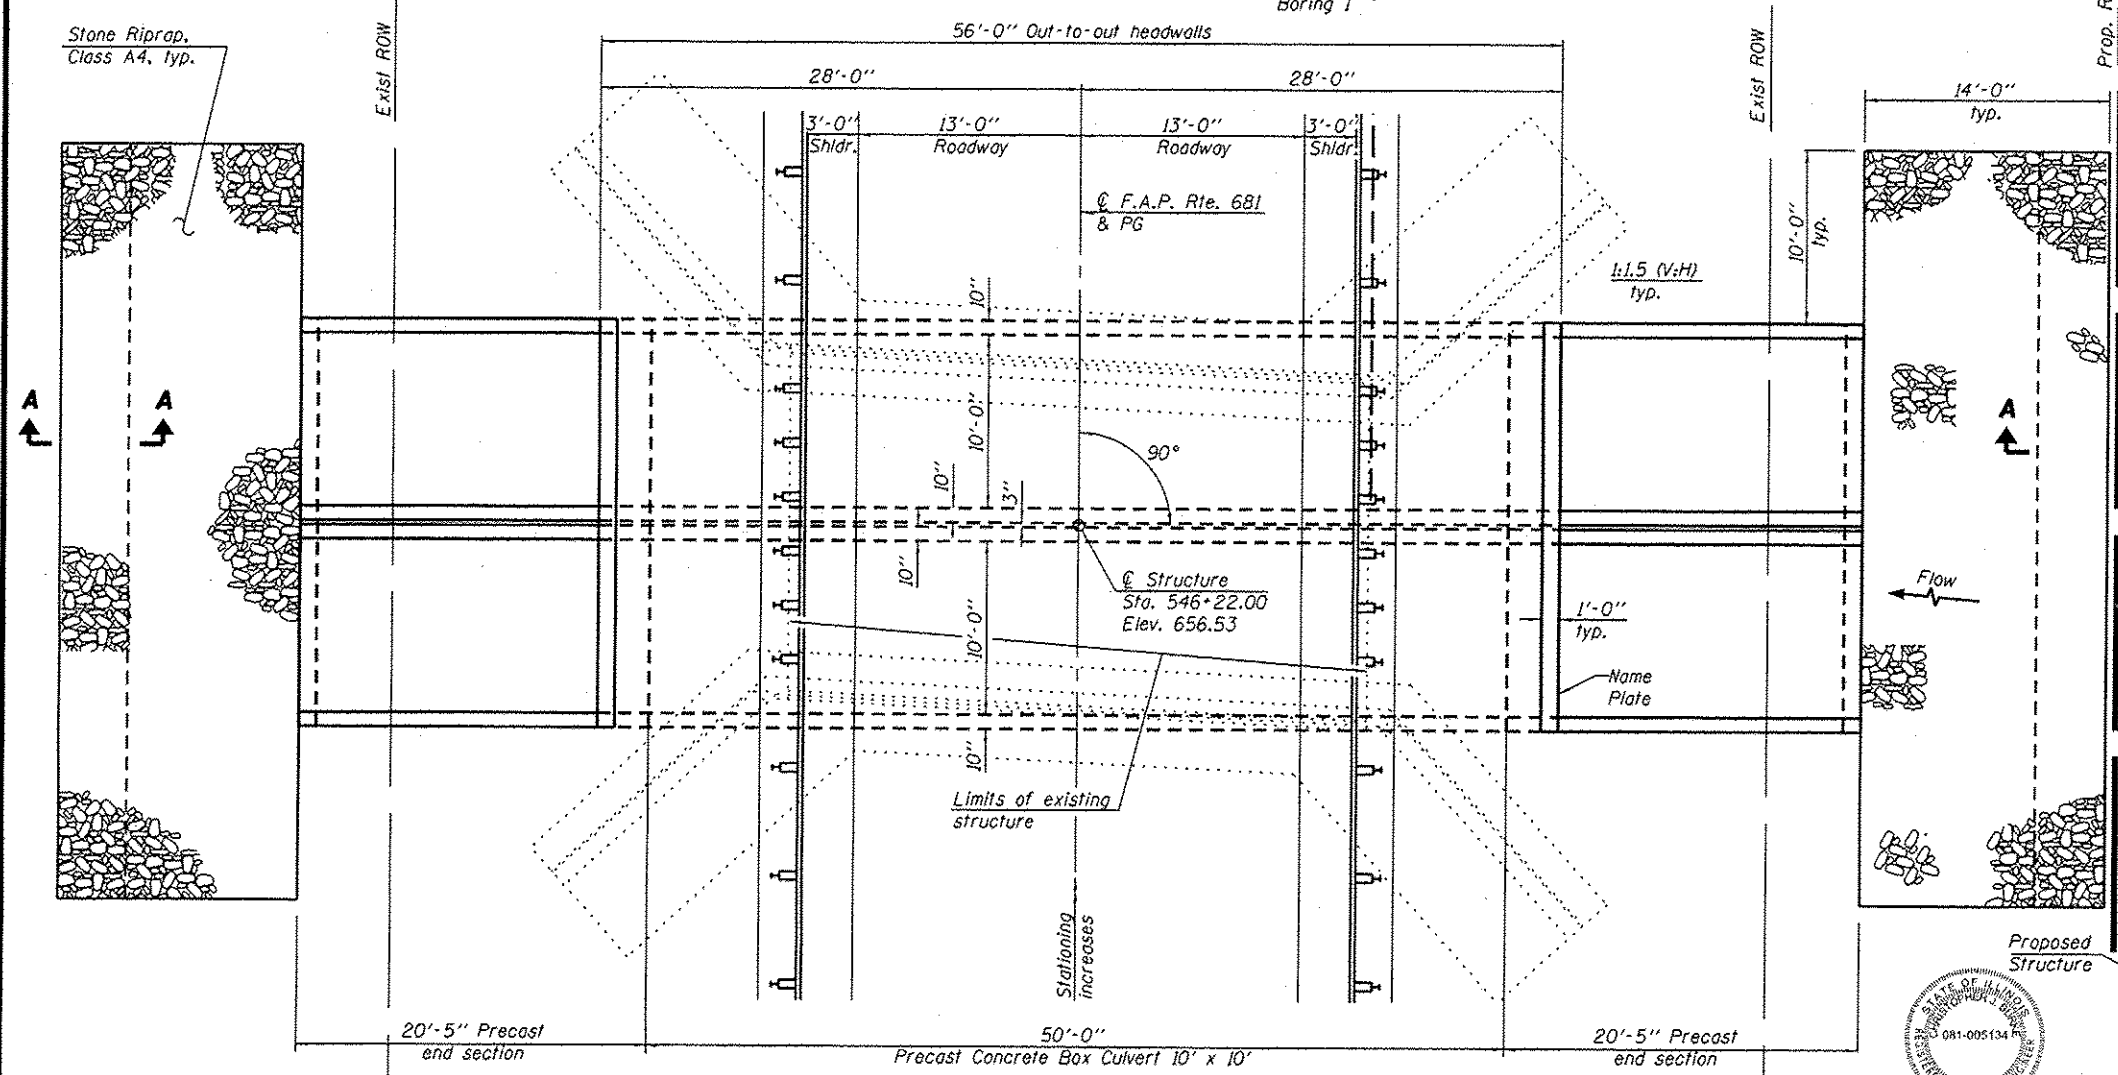 Boring 1
Stone Riprap,
Class A4, typ.
Exist ROW
56'-0" Out-to-out headwalls
28'-0"
28'-0"
Exist ROW
Prop. R
14'-0"
typ.
3'-0"
Shldr.
13'-0"
Roadway
13'-0"
Roadway
3'-0"
Shldr.
℄ F.A.P. Rte. 681
& PG
10'-0"
typ.
1:1.5 (V:H)
typ.
10"
A
A
A
10'-0"
90°
10"
3"
10"
℄ Structure
Sta. 546+22.00
Elev. 656.53
Flow
1'-0"
typ.
10'-0"
Name
Plate
10"
Limits of existing
structure
Stationing
increases
Proposed
Structure
STATE OF ILLINOIS
CHRISTOPHER J. BURKE
081-005134
20'-5" Precast
end section
50'-0"
Precast Concrete Box Culvert 10' x 10'
20'-5" Precast
end section